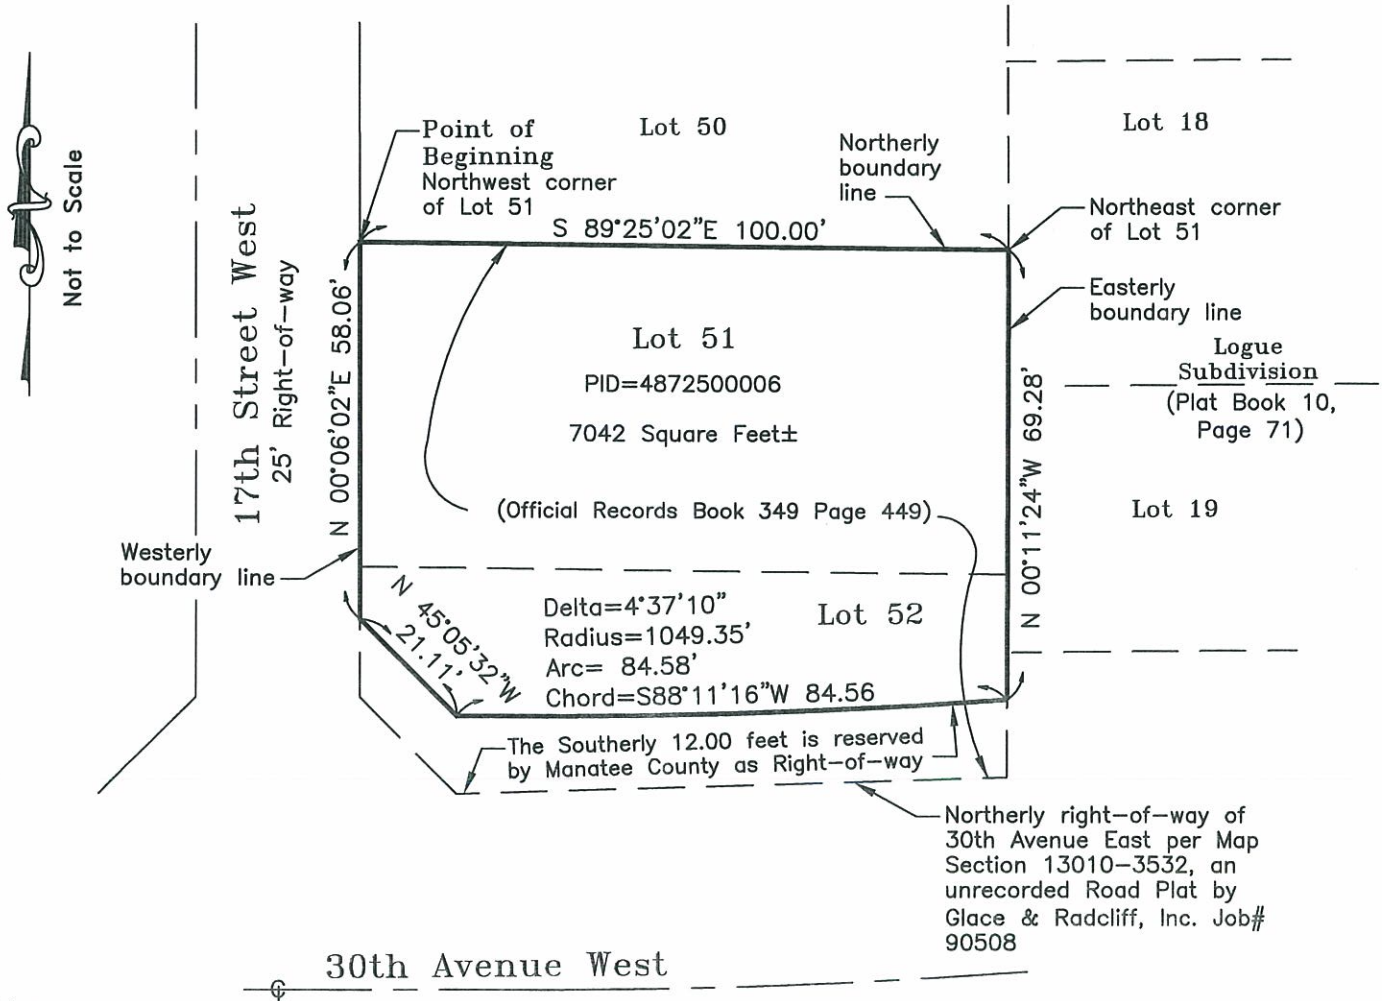 Not to Scale
17th Street West
25' Right-of-way
Point of
Beginning
Northwest corner
of Lot 51
Lot 50
Northerly
boundary
line
Lot 18
Northeast corner
of Lot 51
S 89°25'02"E 100.00'
N 00°06'02"E 58.06'
Easterly
boundary line
Lot 51
PID=4872500006
7042 Square Feet±
Logue
Subdivision
(Plat Book 10,
Page 71)
N 00°11'24"W 69.28'
(Official Records Book 349 Page 449)
Lot 19
Westerly
boundary line
N 45°05'32"W
21.11'
Delta=4°37'10"
Radius=1049.35'
Arc= 84.58'
Chord=S88°11'16"W 84.56
Lot 52
The Southerly 12.00 feet is reserved
by Manatee County as Right-of-way
Northerly right-of-way of
30th Avenue East per Map
Section 13010-3532, an
unrecorded Road Plat by
Glace & Radcliff, Inc. Job#
90508
30th Avenue West